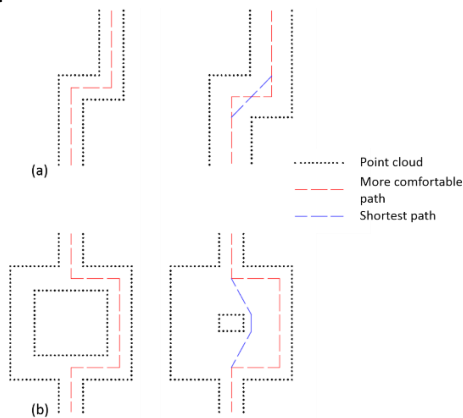 (a)
Point cloud
More comfortable
path
Shortest path
(b)